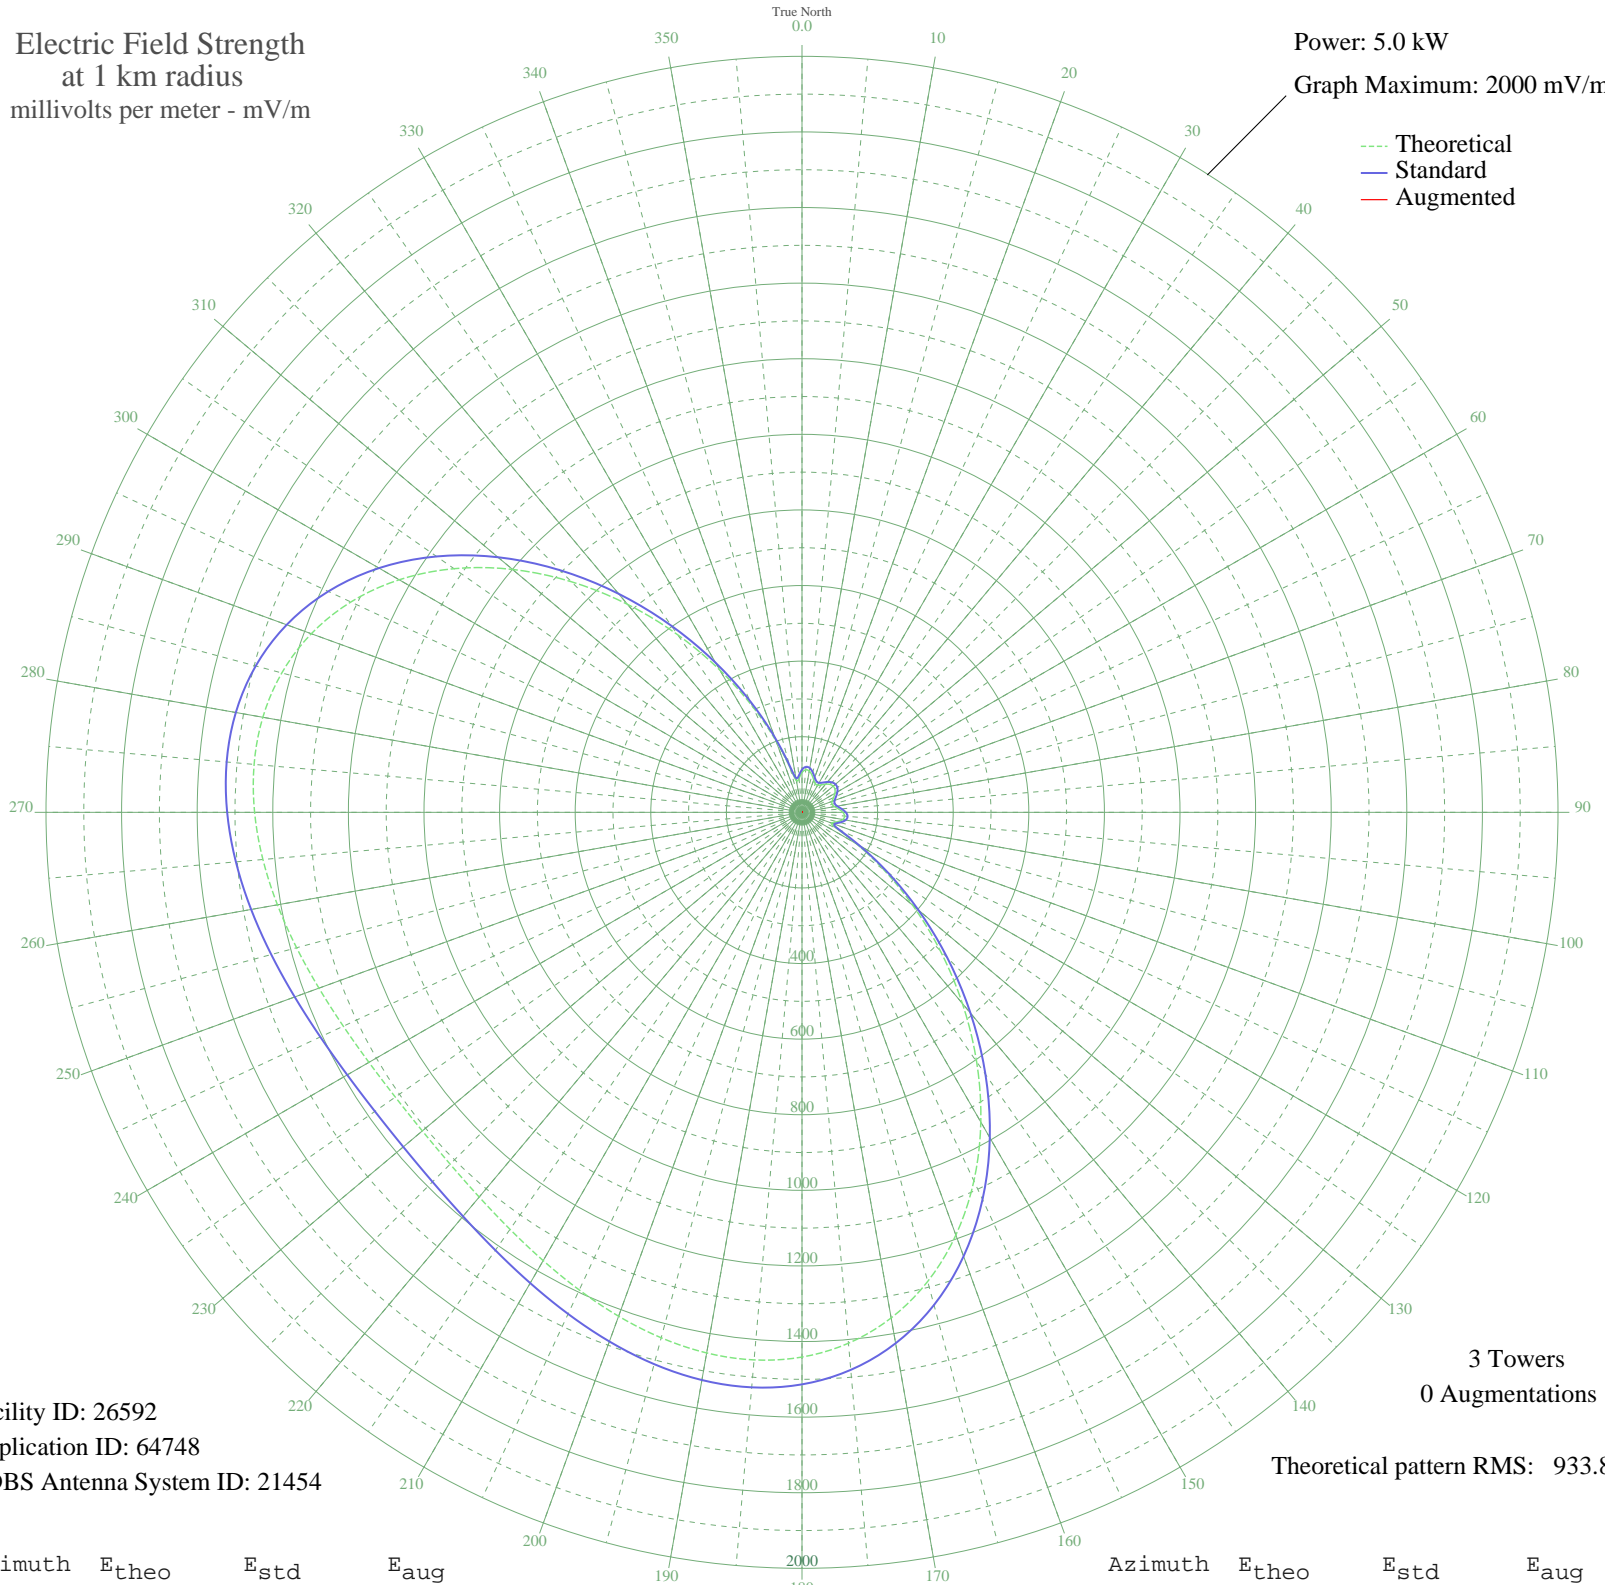 True North
0.0
10
20
30
40
50
60
70
80
90
100
110
120
130
140
150
160
170
190
200
210
220
230
240
250
260
270
280
290
300
310
320
330
340
350
Electric Field Strength
at 1 km radius
millivolts per meter - mV/m
Power: 5.0 kW
Graph Maximum: 2000 mV/m
Theoretical
Standard
Augmented
400
600
800
1000
1200
1400
1600
1800
2000
3 Towers
0 Augmentations
Theoretical pattern RMS: 933.8
cility ID: 26592
plication ID: 64748
DBS Antenna System ID: 21454
imuth Etheo Estd Eaug
Azimuth Etheo Estd Eaug